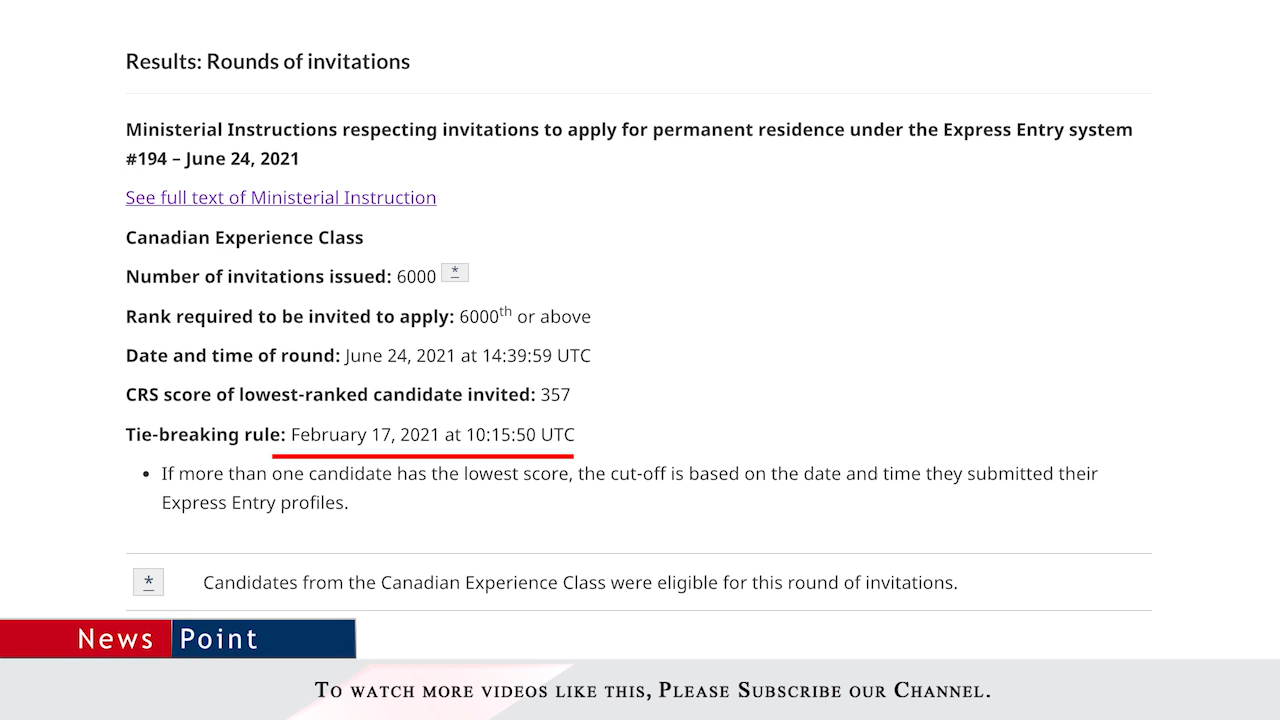 Results: Rounds of invitations
Ministerial Instructions respecting invitations to apply for permanent residence under the Express Entry system
#194 – June 24, 2021
See full text of Ministerial Instruction
Canadian Experience Class
Number of invitations issued: 6000 *
Rank required to be invited to apply: 6000th or above
Date and time of round: June 24, 2021 at 14:39:59 UTC
CRS score of lowest-ranked candidate invited: 357
Tie-breaking rule: February 17, 2021 at 10:15:50 UTC
• If more than one candidate has the lowest score, the cut-off is based on the date and time they submitted their
Express Entry profiles.
* Candidates from the Canadian Experience Class were eligible for this round of invitations.
News Point
To watch more videos like this, Please Subscribe our Channel.